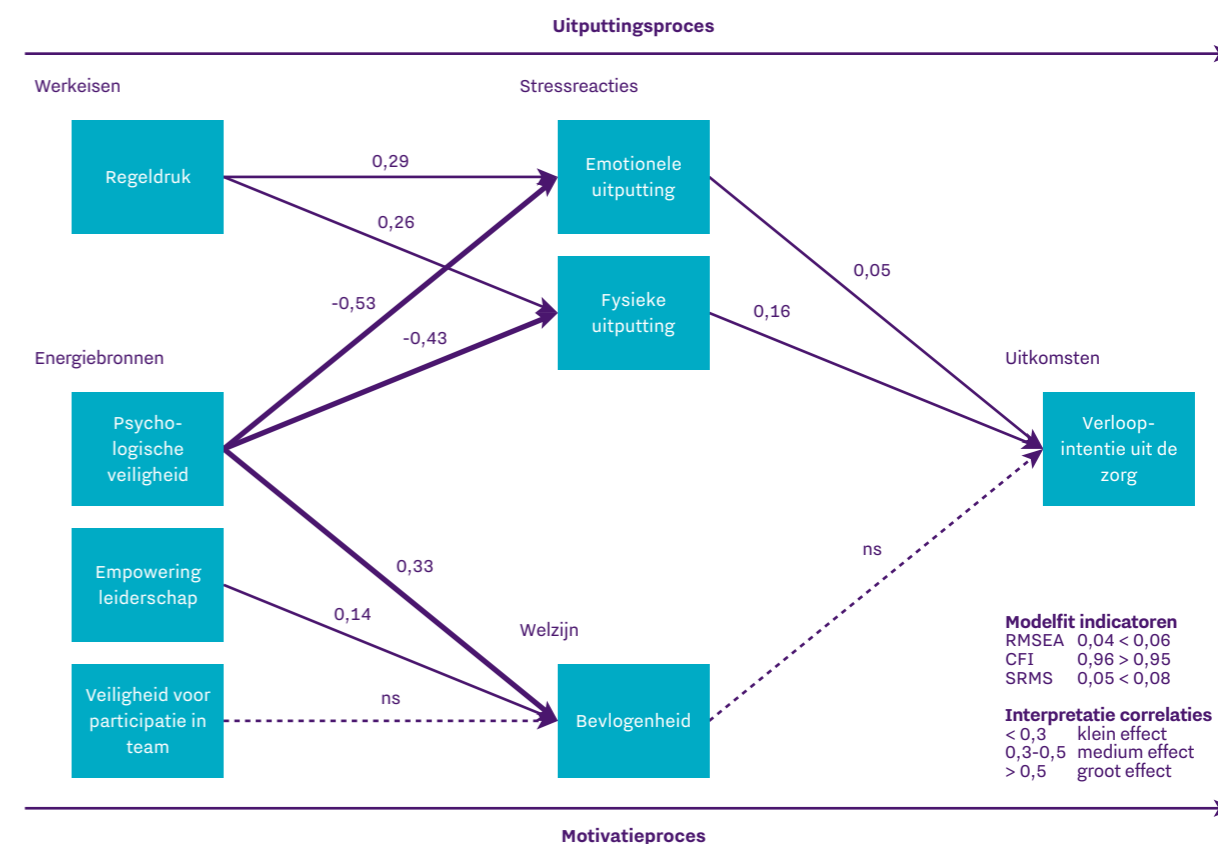 Uitputtingsproces
Werkeisen
Stressreacties
Regeldruk
0,29
Emotionele
uitputting
0,26
0,05
-0,53
Fysieke
uitputting
0,16
-0,43
Energiebronnen
Uitkomsten
Psycho-
logische
veiligheid
Verloop-
intentie uit de
zorg
ns
Empowering
leiderschap
0,33
0,14
Welzijn
Veiligheid voor
participatie in
team
ns
Bevlogenheid
Modelfit indicatoren
RMSEA 0,04 < 0,06
CFI 0,96 > 0,95
SRMS 0,05 < 0,08
Interpretatie correlaties
< 0,3 klein effect
0,3-0,5 medium effect
> 0,5 groot effect
Motivatieproces